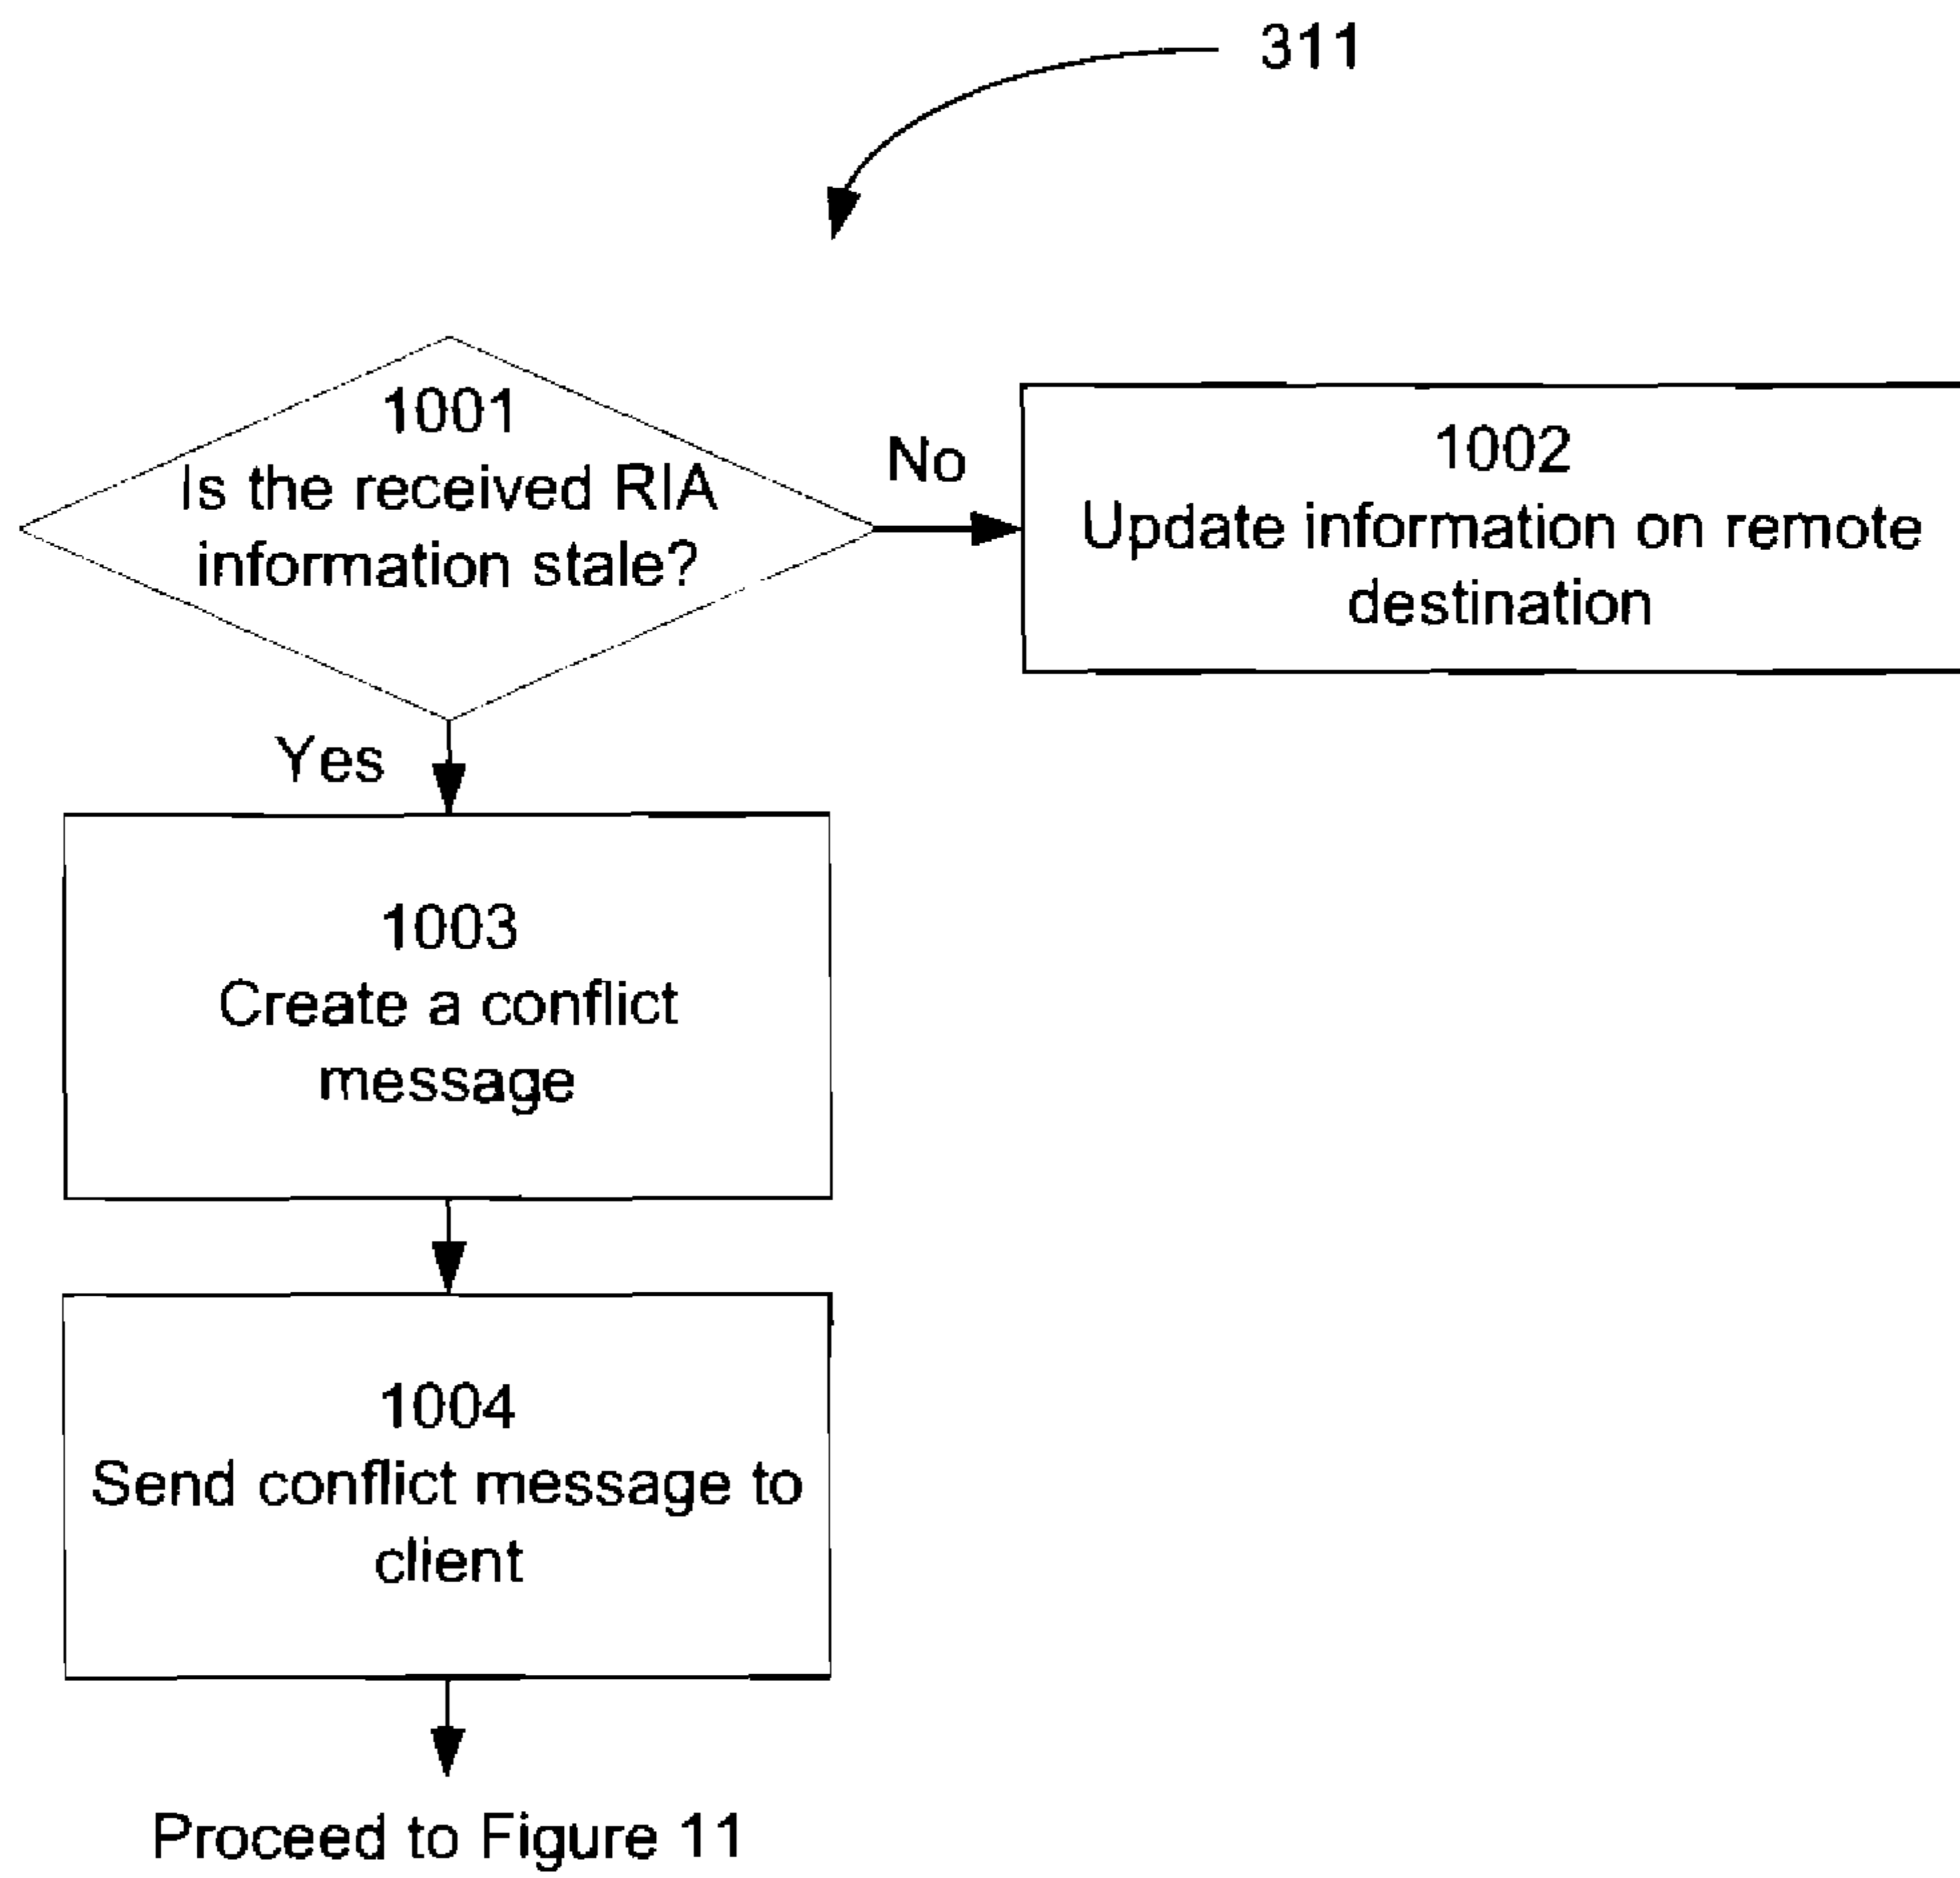 311
1001
Is the received RIA
information stale?
No
1002
Update information on remote
destination
Yes
1003
Create a conflict
message
1004
Send conflict message to
client
Proceed to Figure 11